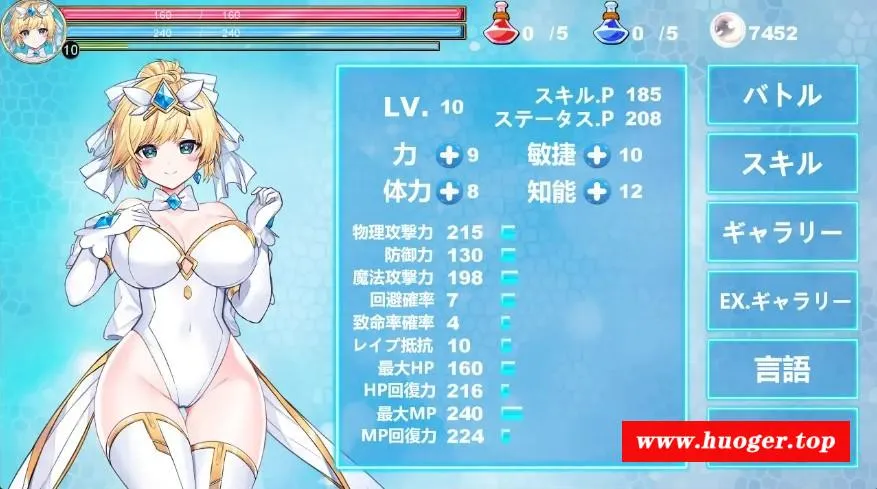 160 / 160
240 / 240
10
0 /5
0 /5
7452
LV. 10
スキル.P 185
ステータス.P 208
力 9
敏捷 10
体力 8
知能 12
物理攻撃力 215
防御力 130
魔法攻撃力 198
回避確率 7
致命率確率 4
レイプ抵抗 10
最大HP 160
HP回復力 216
最大MP 240
MP回復力 224
バトル
スキル
ギャラリー
EX.ギャラリー
言語
www.huoger.top